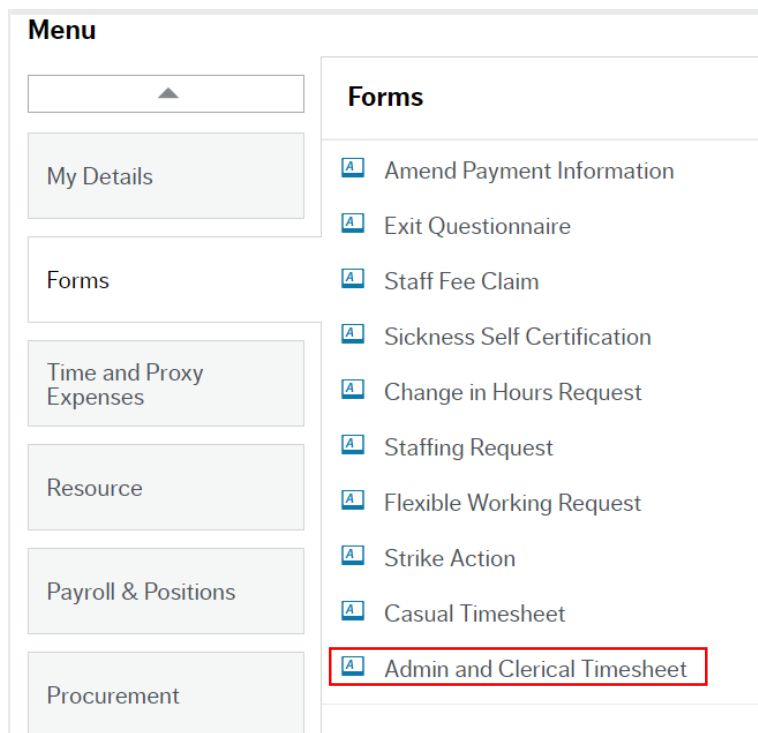 Menu
My Details
Forms
Time and Proxy
Expenses
Resource
Payroll & Positions
Procurement
Forms
A Amend Payment Information
A Exit Questionnaire
A Staff Fee Claim
A Sickness Self Certification
A Change in Hours Request
A Staffing Request
A Flexible Working Request
A Strike Action
A Casual Timesheet
A Admin and Clerical Timesheet